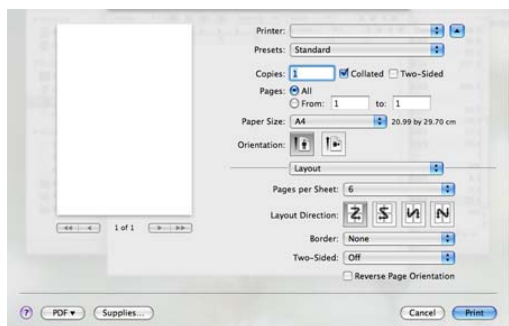 Printer:
Presets: Standard
Copies: 1 Collated Two-Sided
Pages: All
From: 1 to: 1
Paper Size: A4 20.99 by 29.70 cm
Orientation:
Layout
Pages per Sheet: 6
Layout Direction:
1 of 1
Border: None
Two-Sided: Off
Reverse Page Orientation
? PDF Supplies... Cancel Print